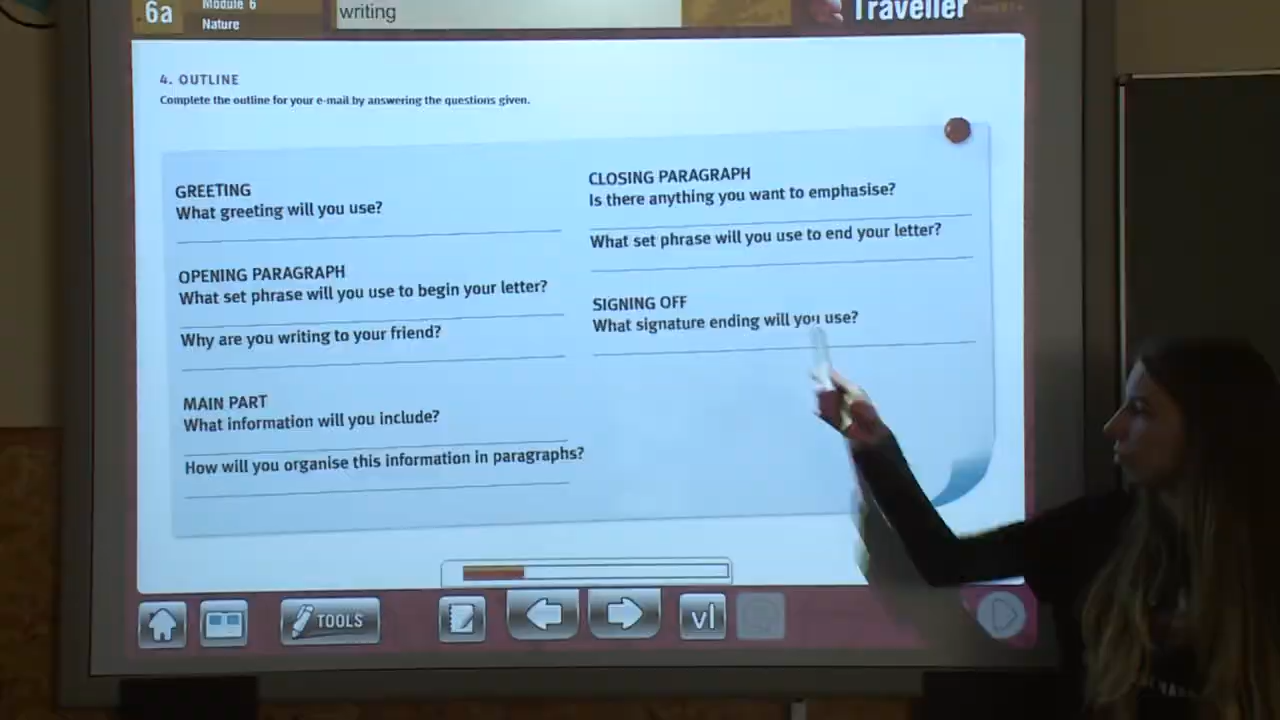 6a
Module 6
Nature
writing
Traveller
4. OUTLINE
Complete the outline for your e-mail by answering the questions given.
GREETING
What greeting will you use?
OPENING PARAGRAPH
What set phrase will you use to begin your letter?
Why are you writing to your friend?
MAIN PART
What information will you include?
How will you organise this information in paragraphs?
CLOSING PARAGRAPH
Is there anything you want to emphasise?
What set phrase will you use to end your letter?
SIGNING OFF
What signature ending will you use?
TOOLS
vl